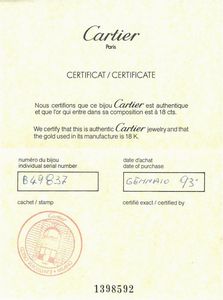 Cartier
Paris
CERTIFICAT / CERTIFICATE
Nous certifions que ce bijou Cartier est authentique
et que l'or qui entre dans sa composition est à 18 cts.
We certify that this is authentic Cartier jewelry and that
the gold used in its manufacture is 18 K.
numéro du bijou
individual serial number
date d'achat
date of purchase
B49837
GENNAIO 93°
cachet / stamp
certifié exact / certified by
Cartier
1398592